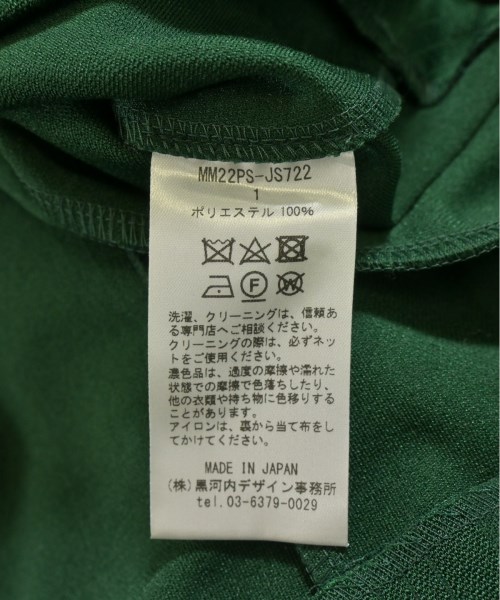 MM22PS-JS722
1
ポリエステル 100%
F
W
洗濯、クリーニングは、信頼あ
る専門店へご相談ください。
クリーニングの際は、必ずネッ
トをご使用ください。
濃色品は、過度の摩擦や濡れた
状態での摩擦で色落ちしたり、
他の衣類や持ち物に色移りする
ことがあります。
アイロンは、裏から当て布をし
てかけてください。
MADE IN JAPAN
(株)黒河内デザイン事務所
tel.03-6379-0029